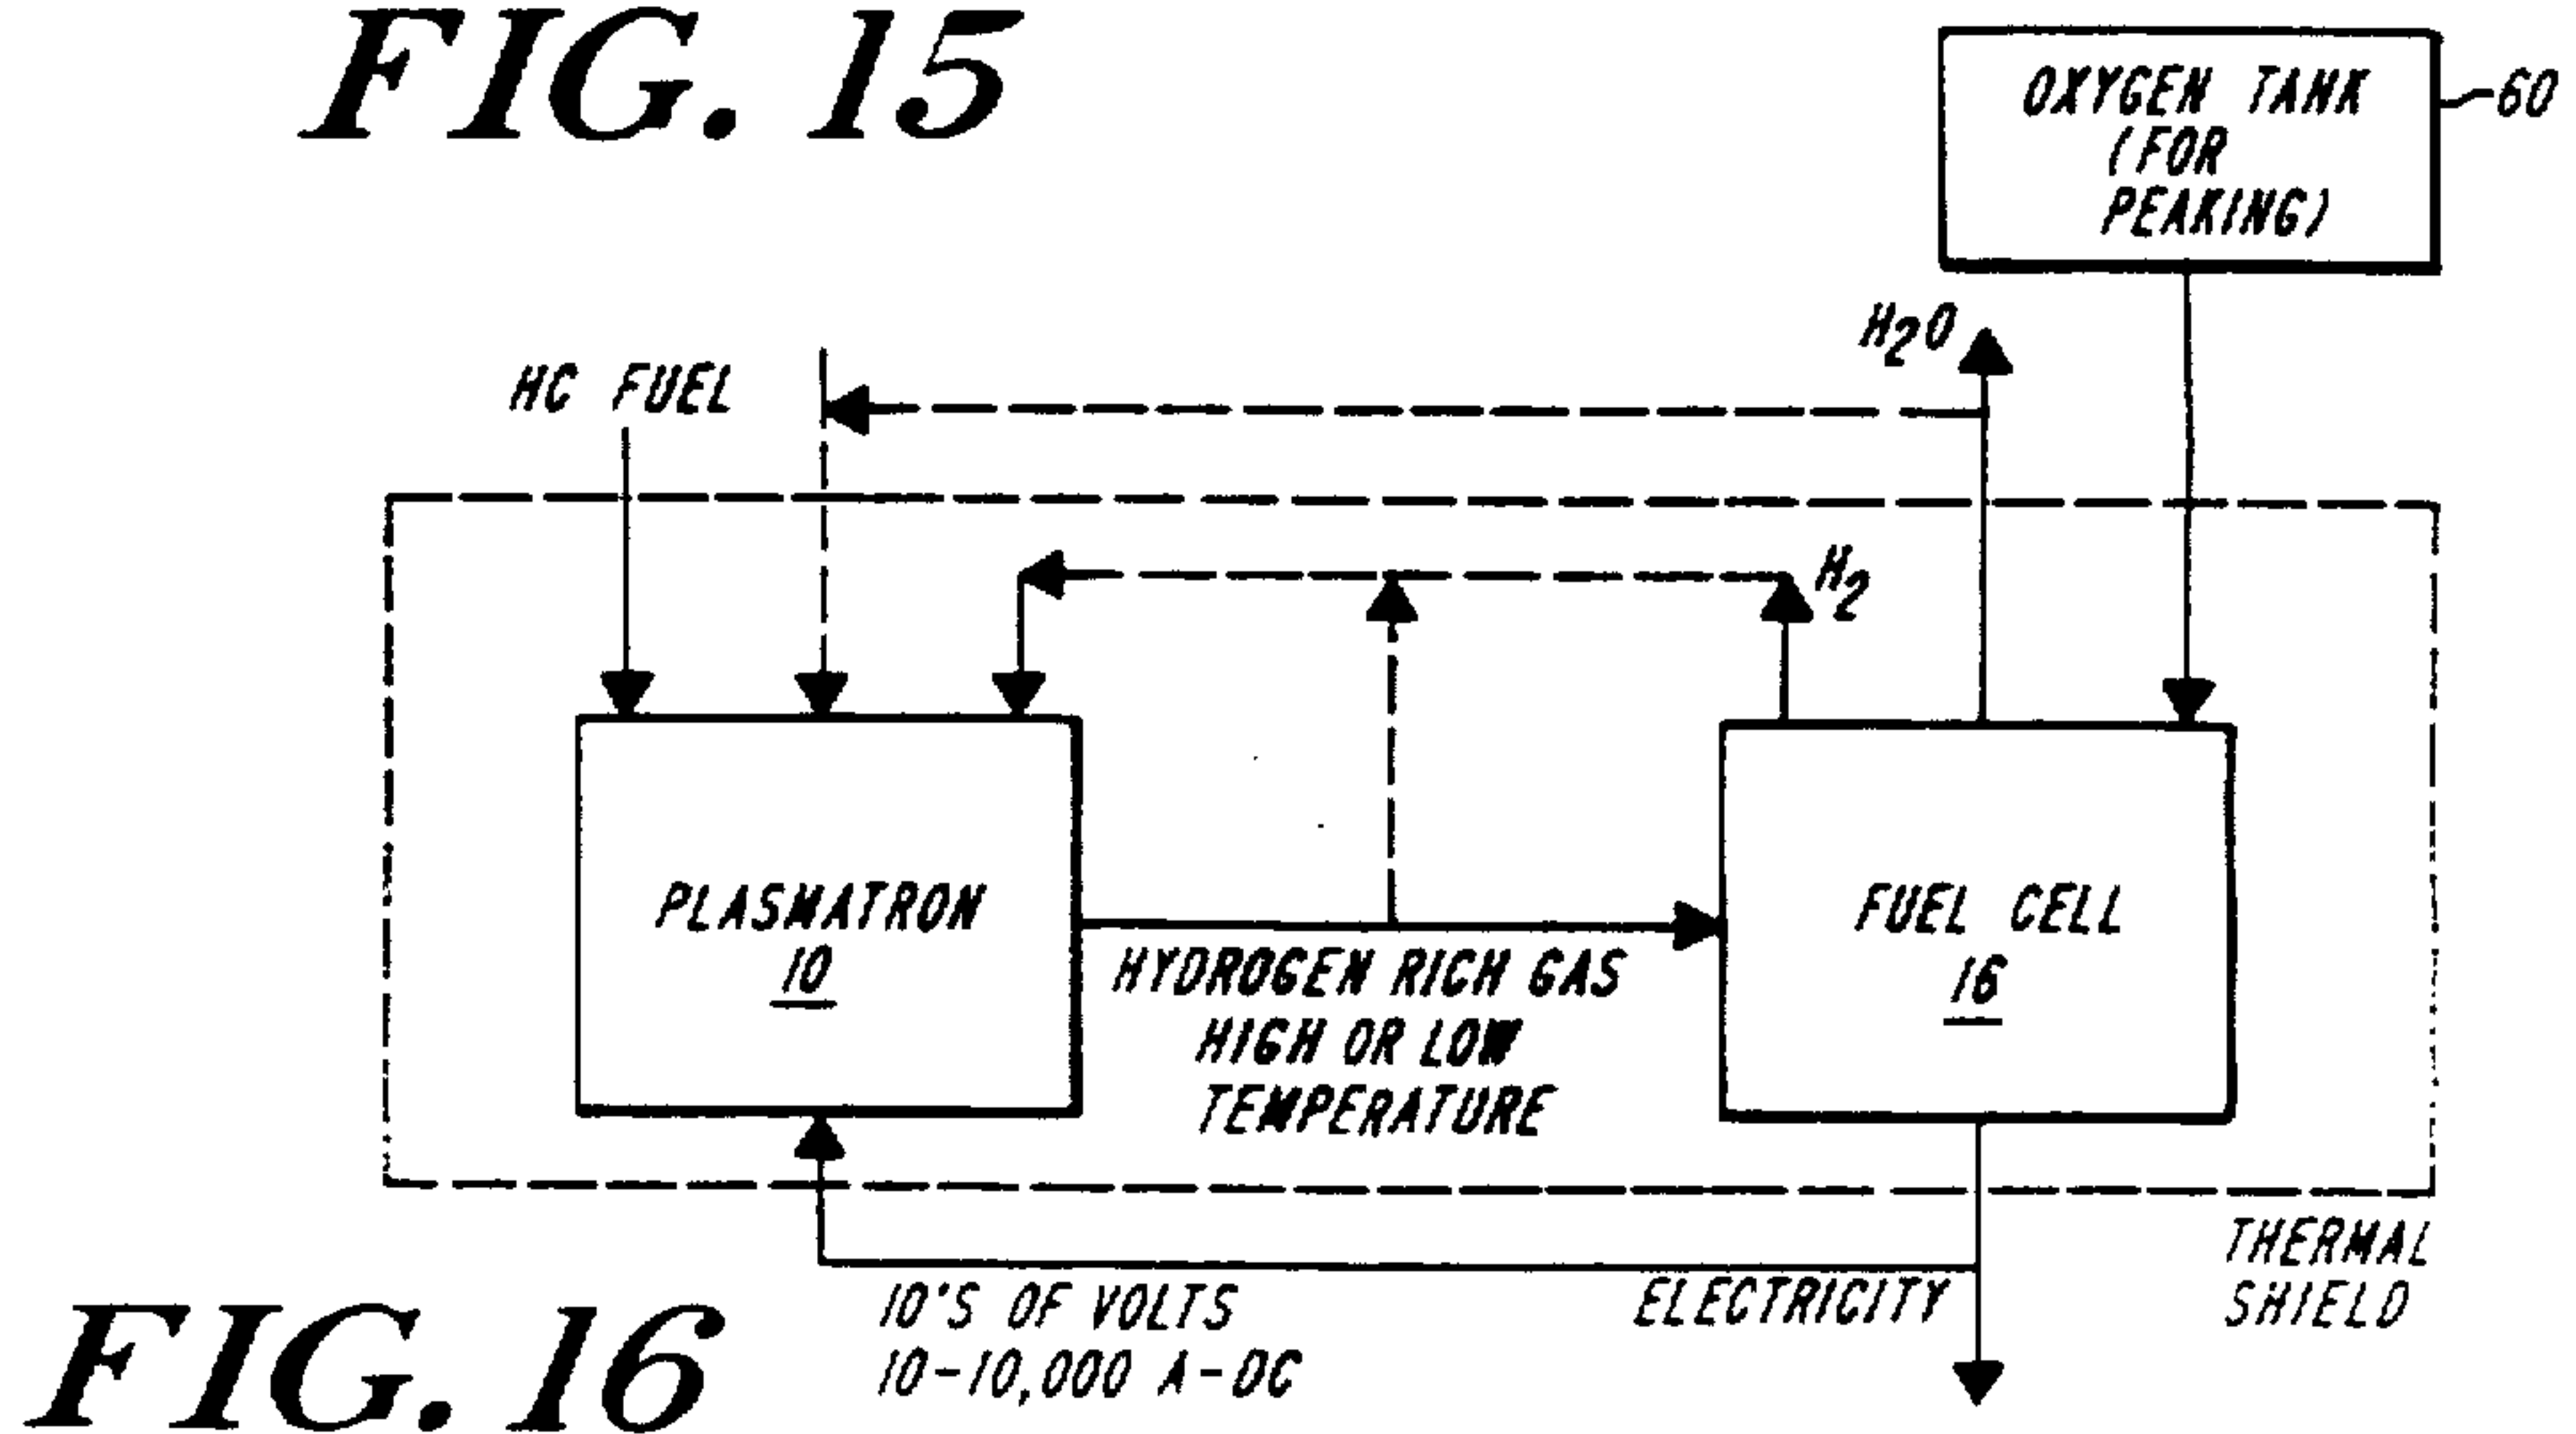 FIG. 15
OXYGEN TANK
(FOR
PEAKING)
60
H2O
HC FUEL
H2
PLASMATRON
10
HYDROGEN RICH GAS
HIGH OR LOW
TEMPERATURE
FUEL CELL
16
THERMAL
SHIELD
10'S OF VOLTS
10-10,000 A-DC
ELECTRICITY
FIG. 16